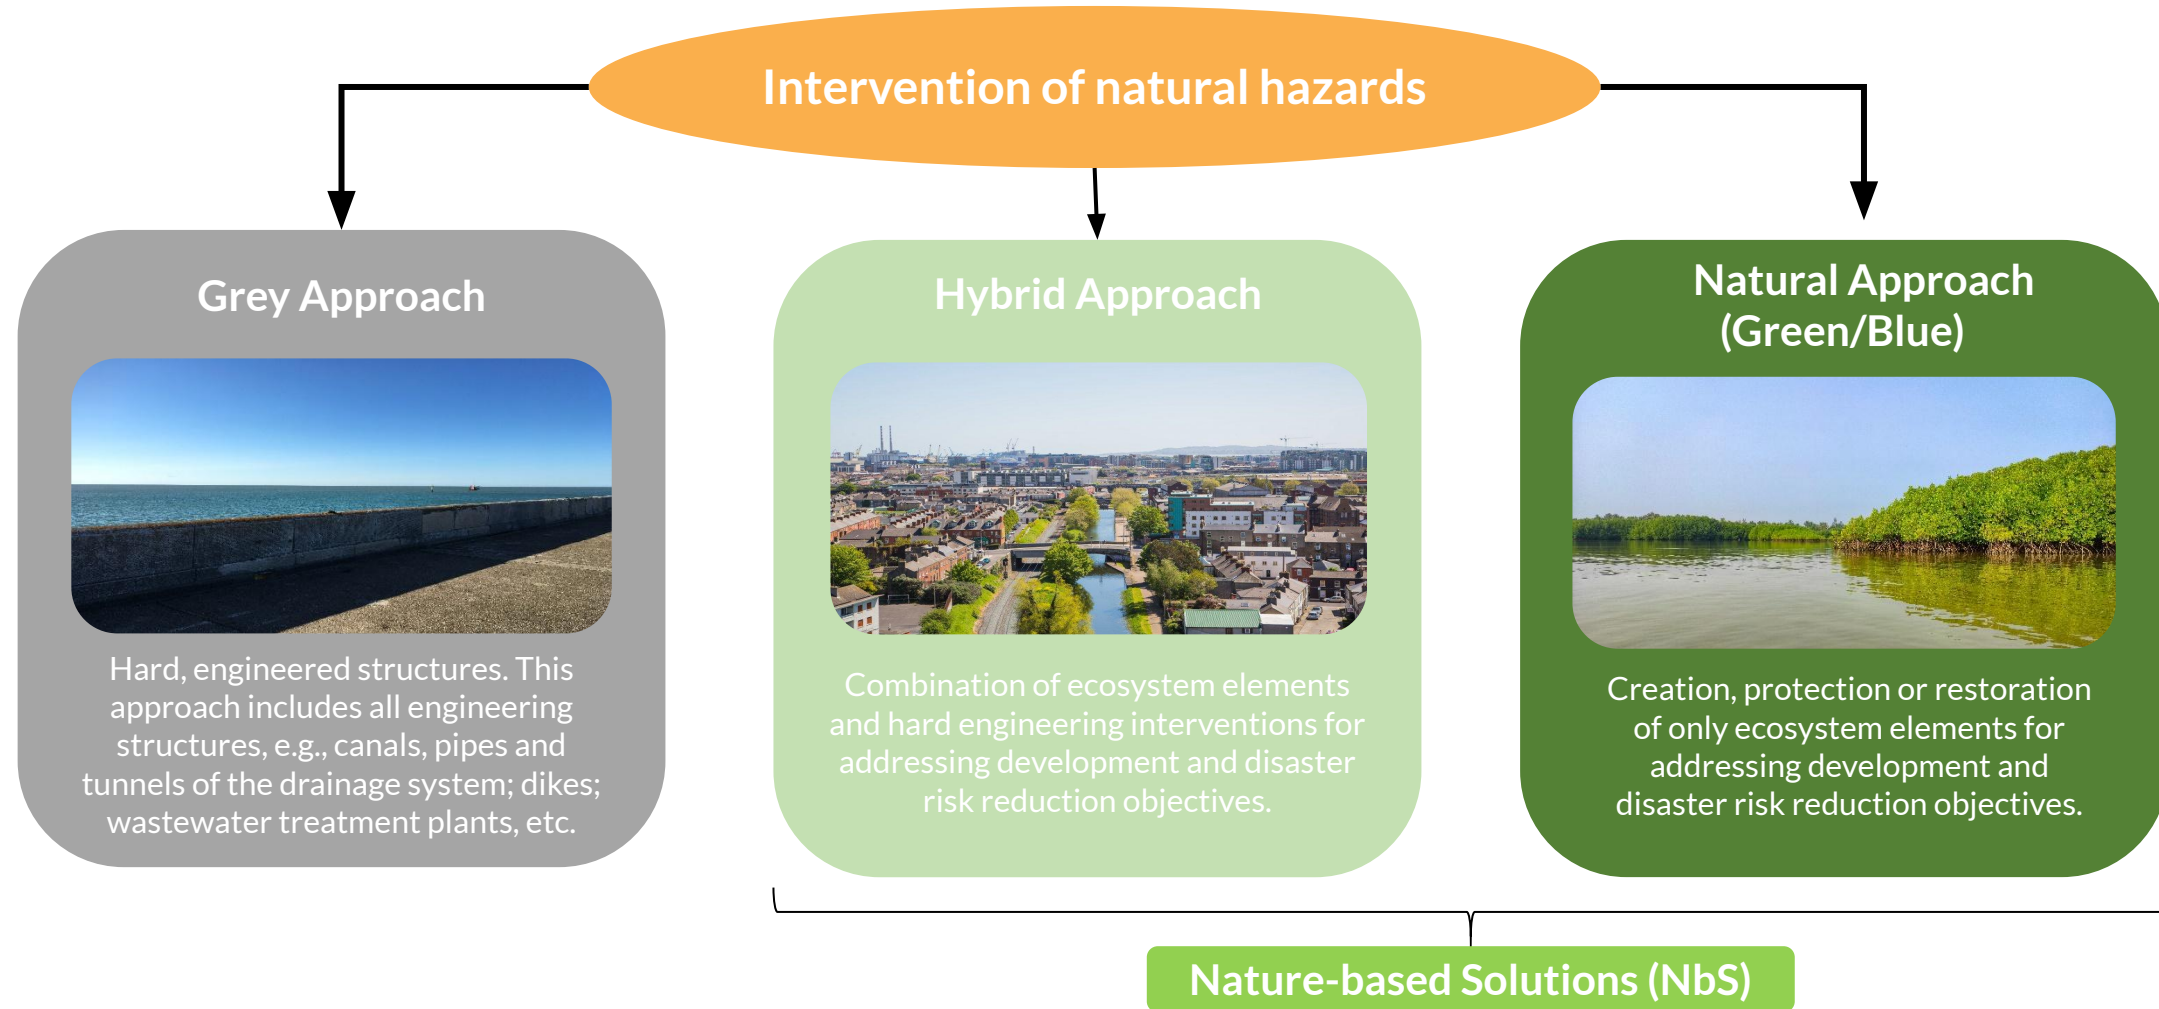 Intervention of natural hazards
Grey Approach
Hard, engineered structures. This
approach includes all engineering
structures, e.g., canals, pipes and
tunnels of the drainage system; dikes;
wastewater treatment plants, etc.
Hybrid Approach
Combination of ecosystem elements
and hard engineering interventions for
addressing development and disaster
risk reduction objectives.
Natural Approach
(Green/Blue)
Creation, protection or restoration
of only ecosystem elements for
addressing development and
disaster risk reduction objectives.
Nature-based Solutions (NbS)